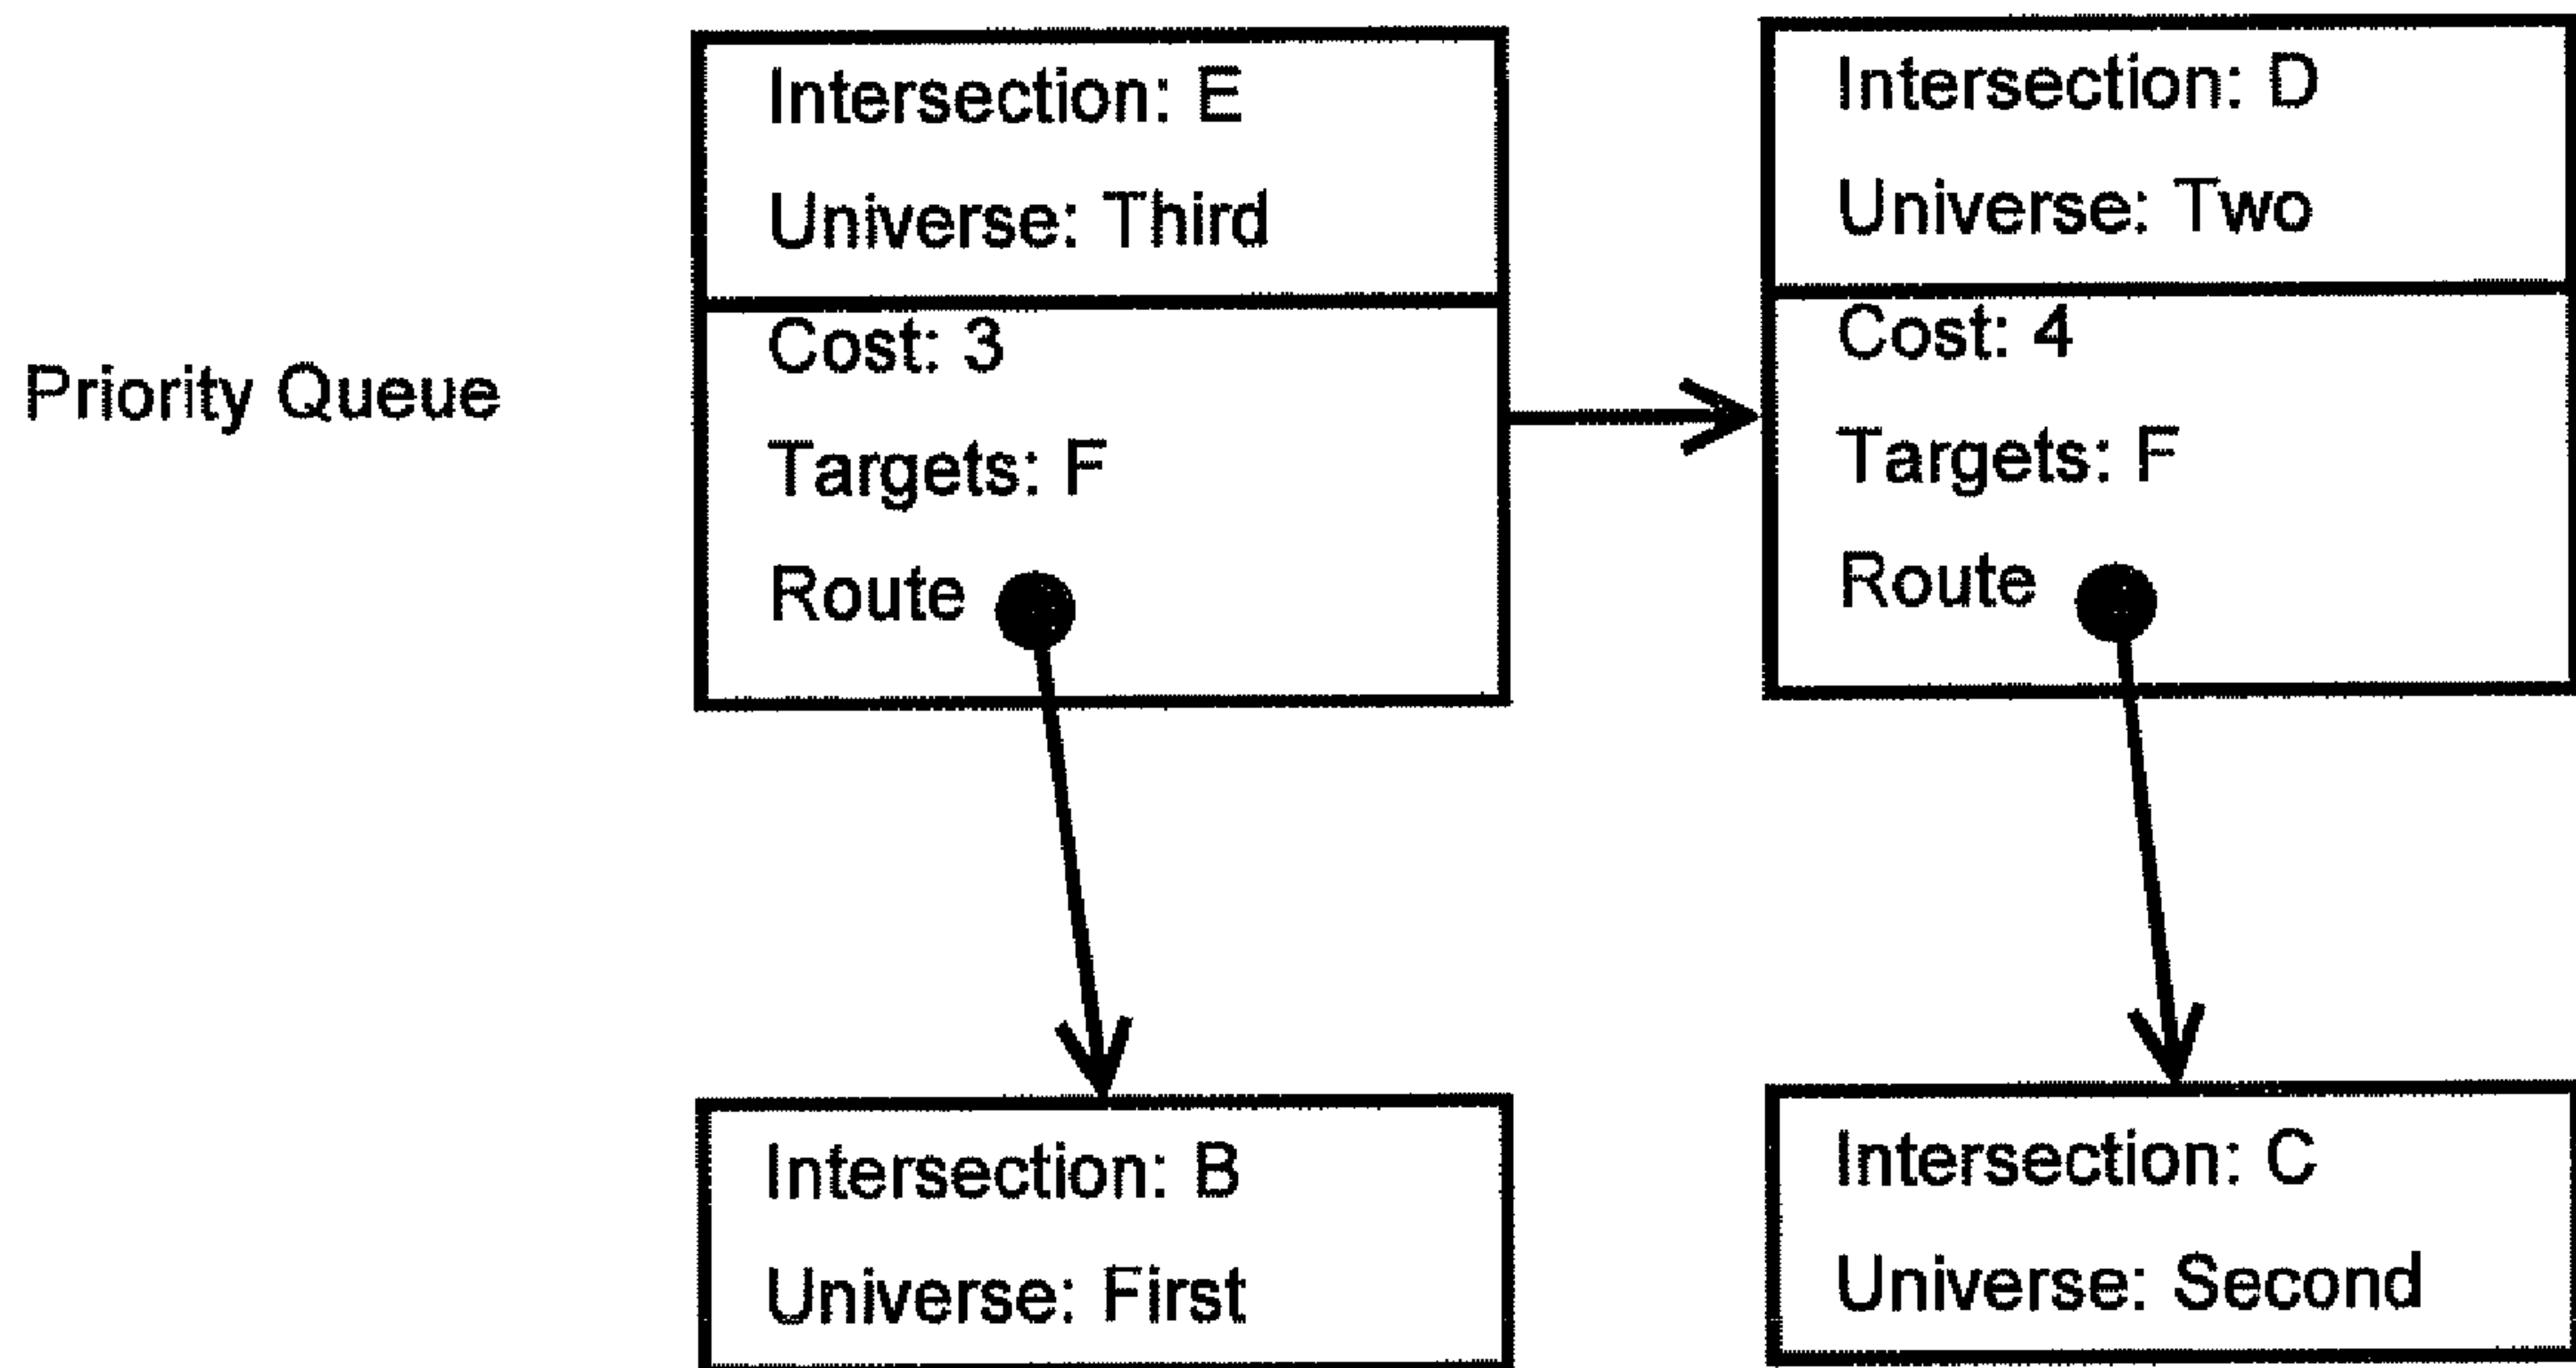 Priority Queue
Intersection: E
Universe: Third
Cost: 3
Targets: F
Route
Intersection: D
Universe: Two
Cost: 4
Targets: F
Route
Intersection: B
Universe: First
Intersection: C
Universe: Second